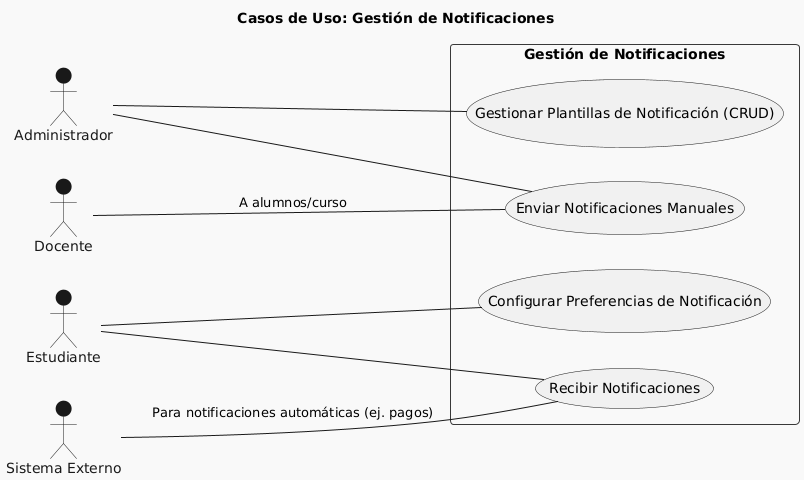 Casos de Uso: Gestión de Notificaciones
Gestión de Notificaciones
Gestionar Plantillas de Notificación (CRUD)
Administrador
A alumnos/curso
Enviar Notificaciones Manuales
Docente
Configurar Preferencias de Notificación
Estudiante
Recibir Notificaciones
Para notificaciones automáticas (ej. pagos)
Sistema Externo